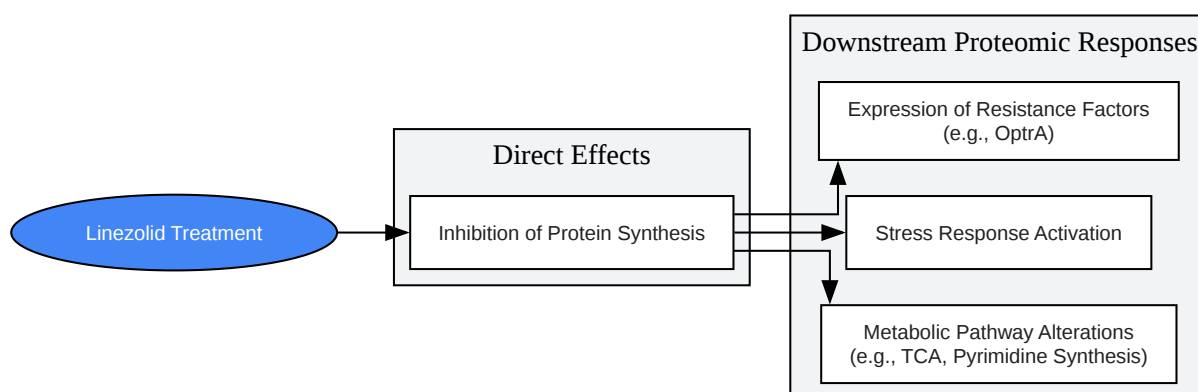 Linezolid Treatment
Direct Effects
Inhibition of Protein Synthesis
Downstream Proteomic Responses
Expression of Resistance Factors
(e.g., OptrA)
Stress Response Activation
Metabolic Pathway Alterations
(e.g., TCA, Pyrimidine Synthesis)